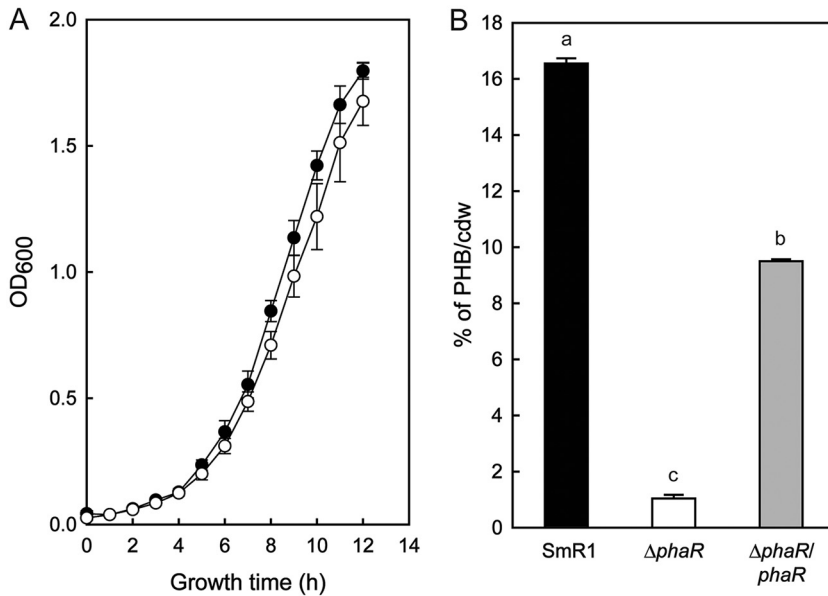 A
OD600
2.0
1.5
1.0
0.5
0.0
0 2 4 6 8 10 12 14
Growth time (h)
B
% of PHB/cdw
18
16
14
12
10
8
6
4
2
0
a
c
b
SmR1 ΔphaR ΔphaR/
phaR